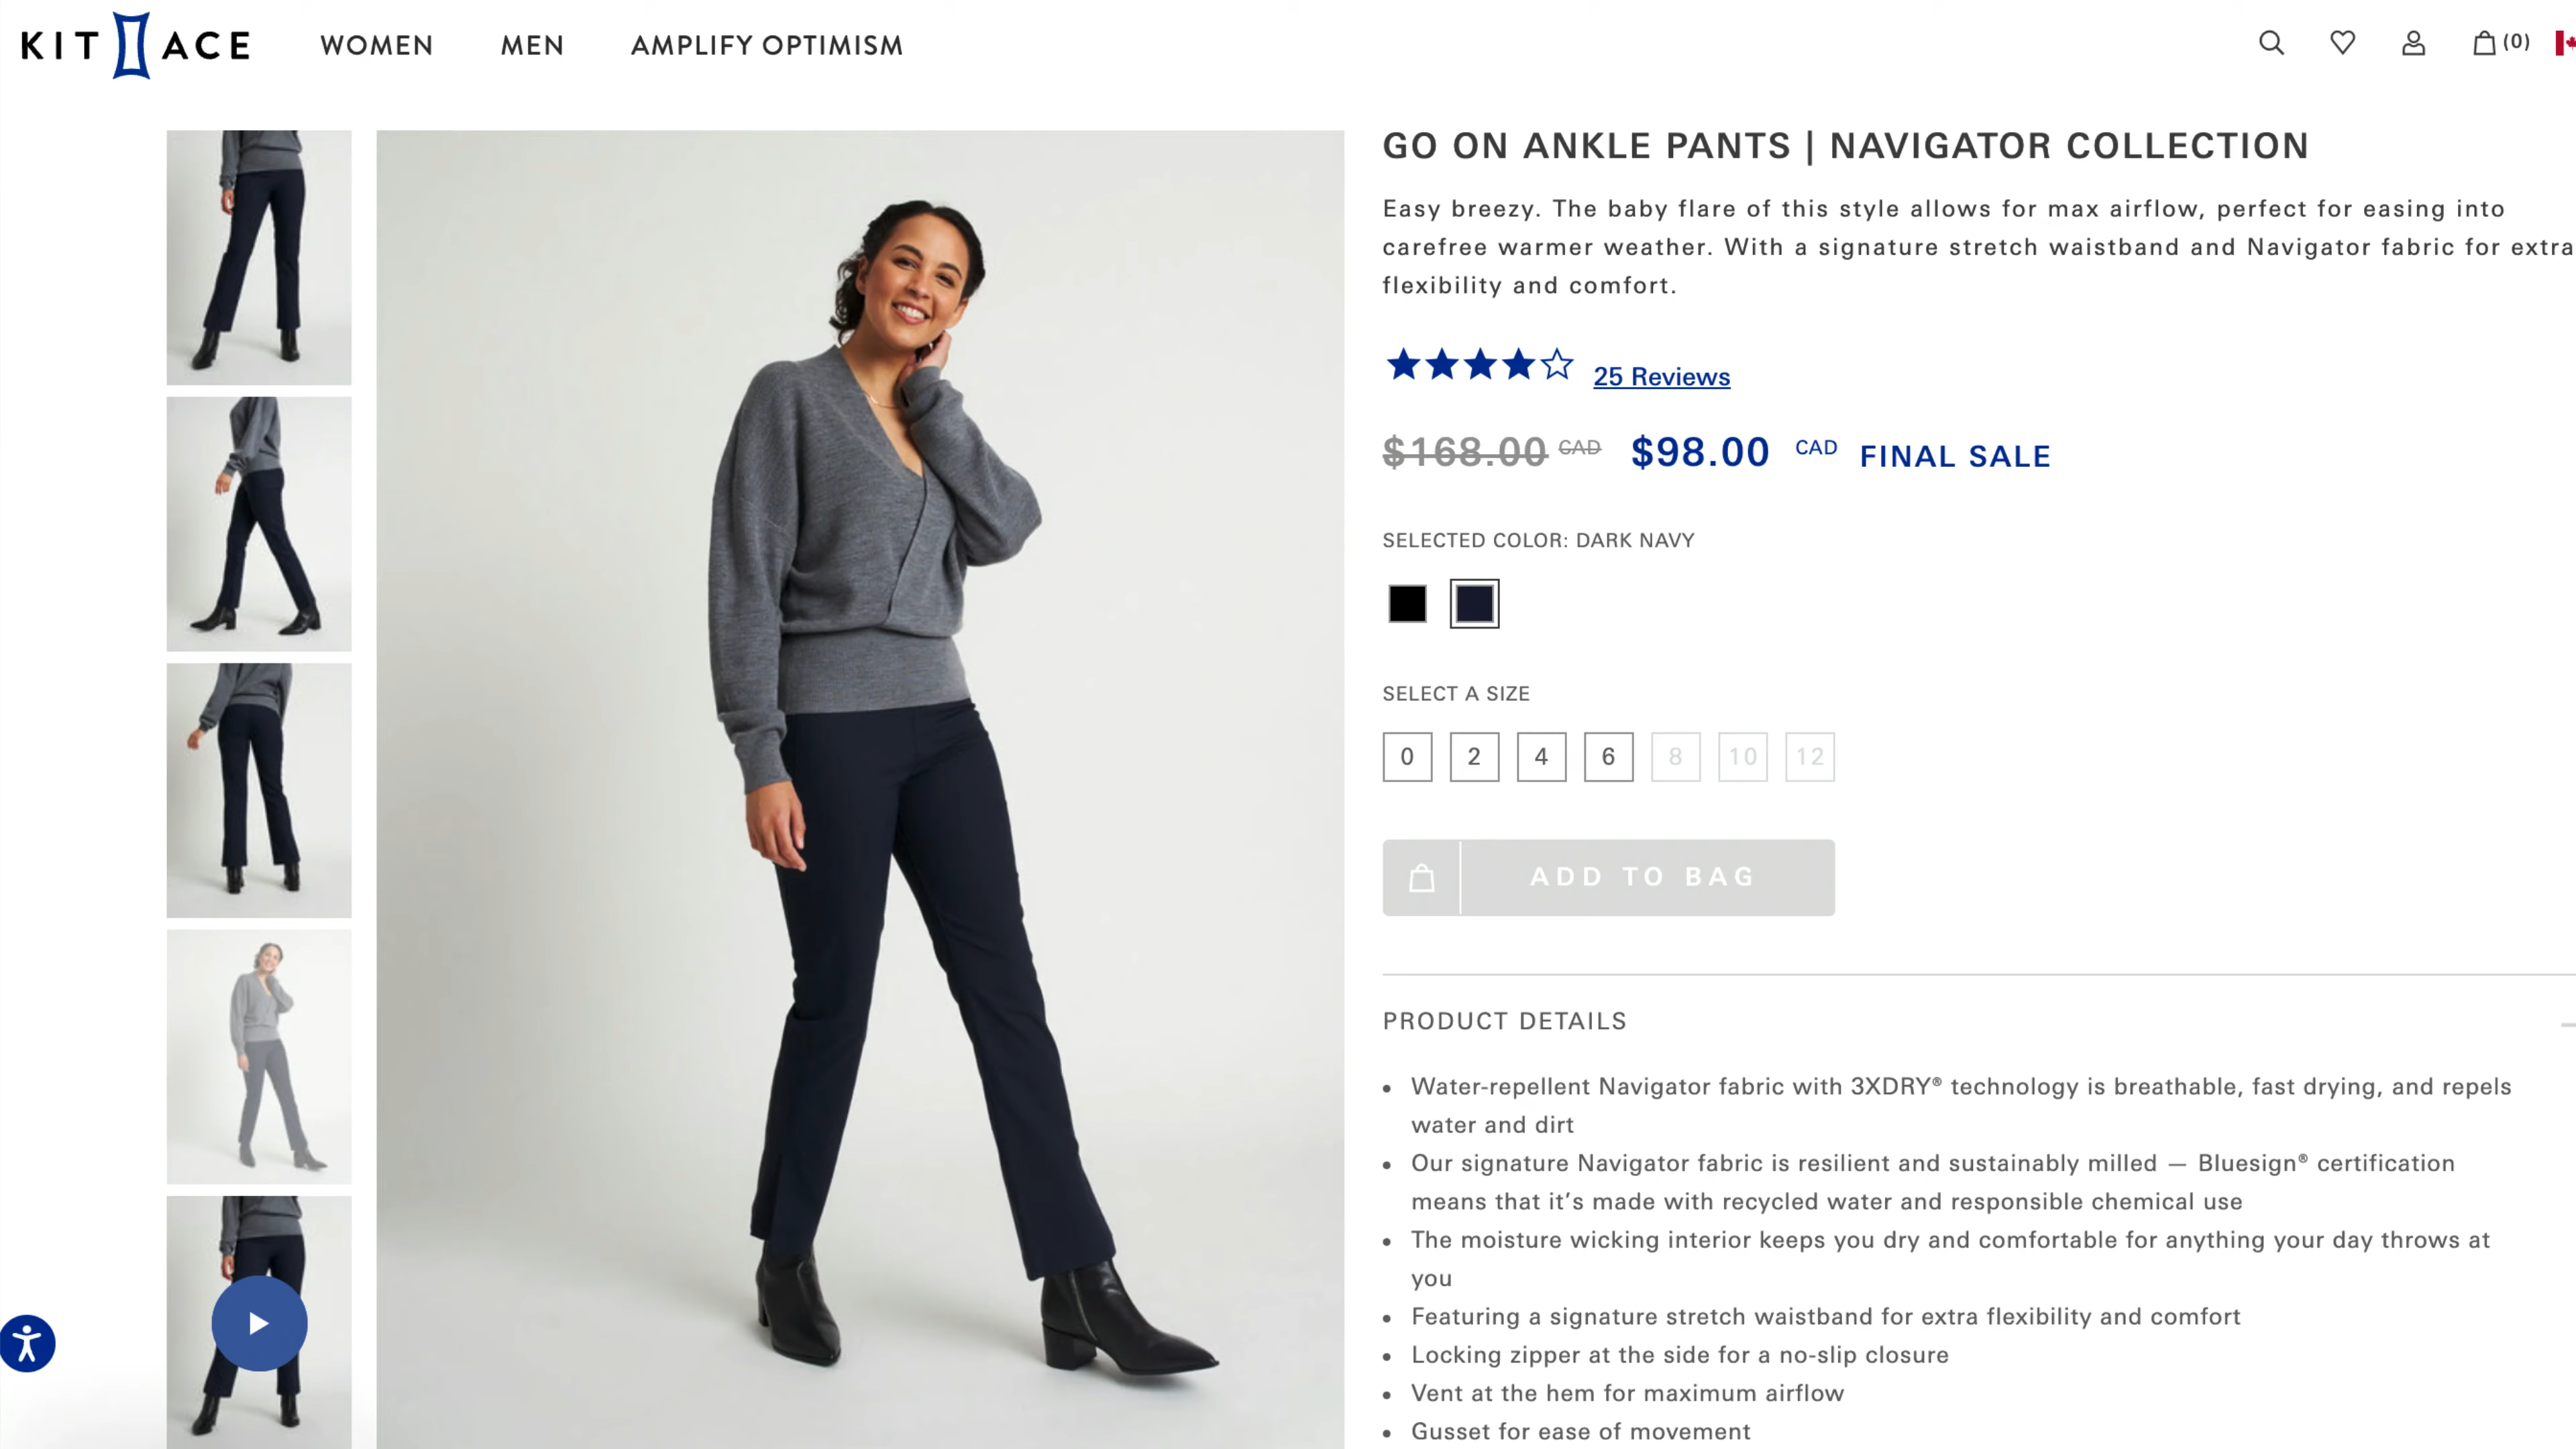 KIT ACE WOMEN MEN AMPLIFY OPTIMISM (0)
GO ON ANKLE PANTS | NAVIGATOR COLLECTION
Easy breezy. The baby flare of this style allows for max airflow, perfect for easing into
carefree warmer weather. With a signature stretch waistband and Navigator fabric for extra
flexibility and comfort.
25 Reviews
$168.00 CAD $98.00 CAD FINAL SALE
SELECTED COLOR: DARK NAVY
SELECT A SIZE
0 2 4 6 8 10 12
ADD TO BAG
PRODUCT DETAILS
• Water-repellent Navigator fabric with 3XDRY® technology is breathable, fast drying, and repels
water and dirt
• Our signature Navigator fabric is resilient and sustainably milled — Bluesign® certification
means that it’s made with recycled water and responsible chemical use
• The moisture wicking interior keeps you dry and comfortable for anything your day throws at
you
• Featuring a signature stretch waistband for extra flexibility and comfort
• Locking zipper at the side for a no-slip closure
• Vent at the hem for maximum airflow
• Gusset for ease of movement